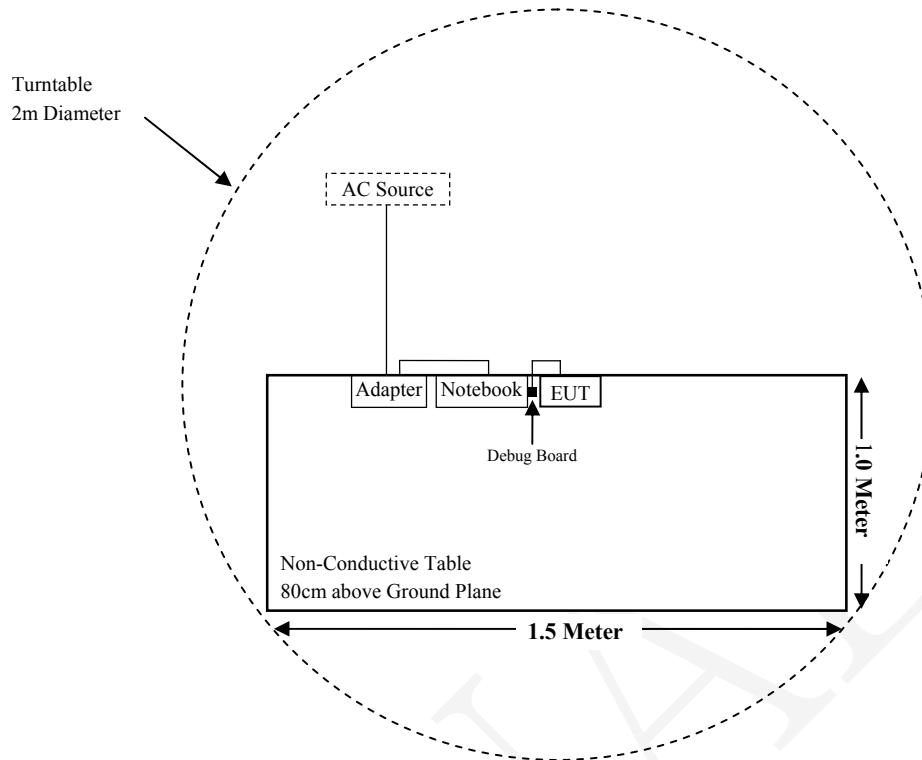 Turntable
2m Diameter
AC Source
Adapter
Notebook
EUT
Debug Board
1.0 Meter
Non-Conductive Table
80cm above Ground Plane
1.5 Meter